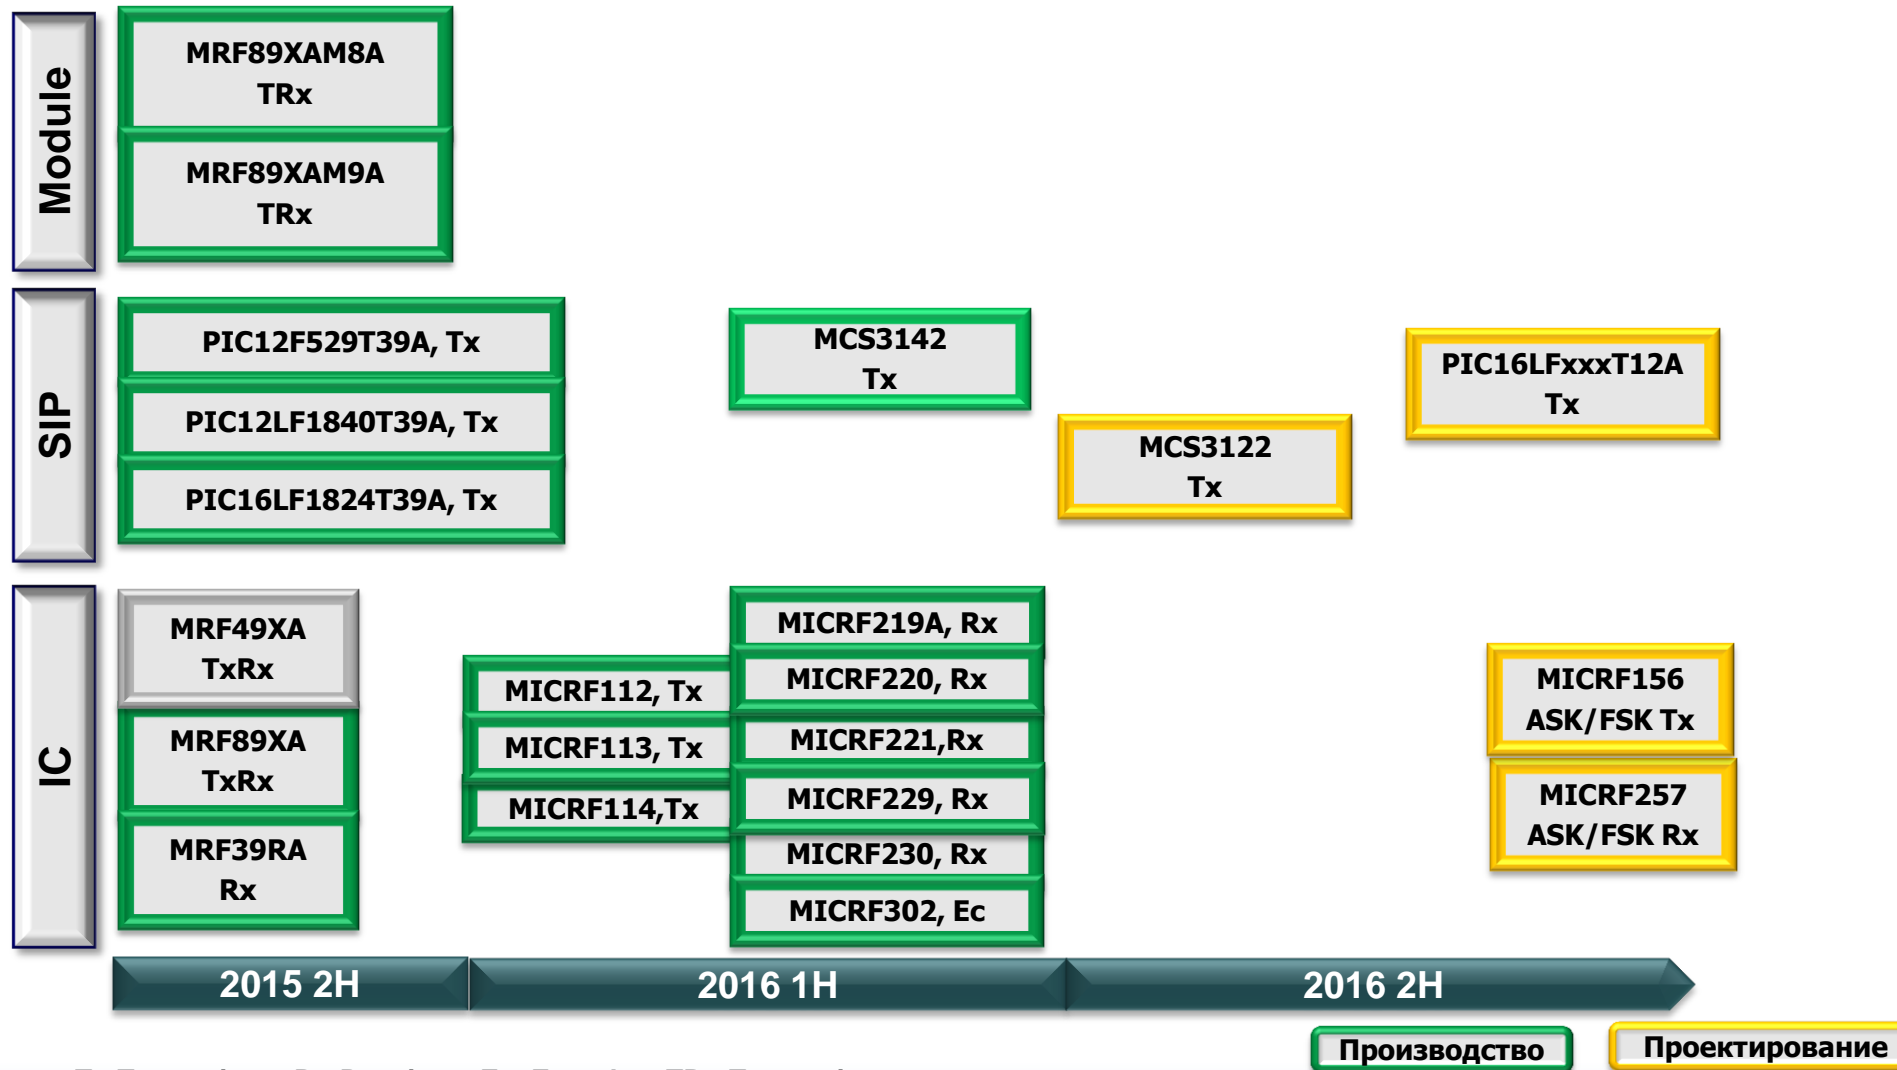 Module
MRF89XAM8A
TRx
MRF89XAM9A
TRx
SIP
PIC12F529T39A, Tx
PIC12LF1840T39A, Tx
PIC16LF1824T39A, Tx
MCS3142
Tx
MCS3122
Tx
PIC16LFxxxT12A
Tx
IC
MRF49XA
TxRx
MRF89XA
TxRx
MRF39RA
Rx
MICRF112, Tx
MICRF113, Tx
MICRF114,Tx
MICRF219A, Rx
MICRF220, Rx
MICRF221,Rx
MICRF229, Rx
MICRF230, Rx
MICRF302, Ec
MICRF156
ASK/FSK Tx
MICRF257
ASK/FSK Rx
2015 2H
2016 1H
2016 2H
Производство
Проектирование